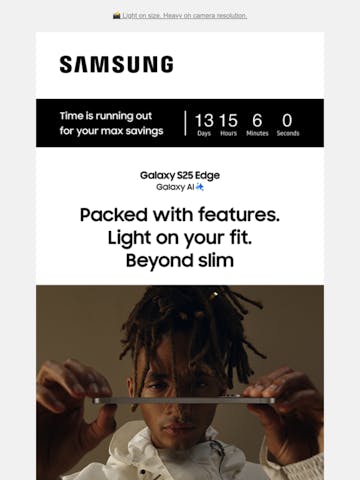 📸 Light on size. Heavy on camera resolution.
SAMSUNG
Time is running out
for your max savings
13 15 6 0
Days Hours Minutes Seconds
Galaxy S25 Edge
Galaxy AI
Packed with features.
Light on your fit.
Beyond slim